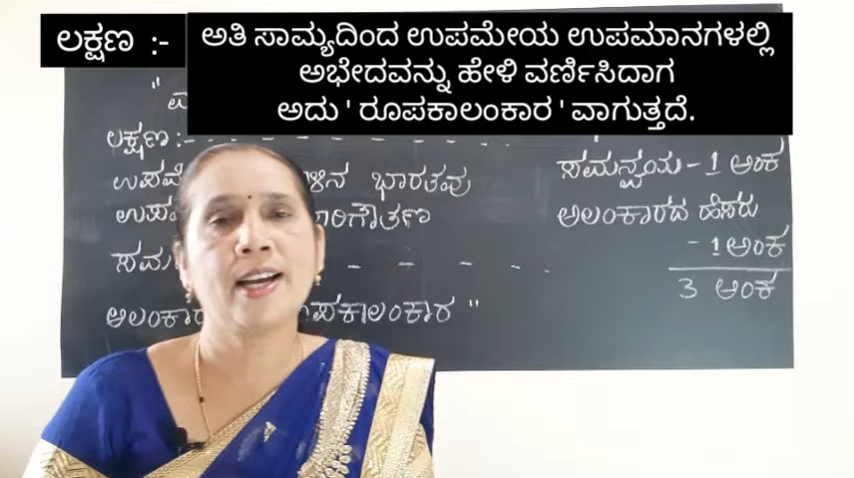 ಲಕ್ಷಣ :- ಅತಿ ಸಾಮ್ಯದಿಂದ ಉಪಮೇಯ ಉಪಮಾನಗಳಲ್ಲಿ
ಅಭೇದವನ್ನು ಹೇಳಿ ವರ್ಣಿಸಿದಾಗ
ಅದು ' ರೂಪಕಾಲಂಕಾರ ' ವಾಗುತ್ತದೆ.
ಲಕ್ಷಣ :-
ಭಾರತವು
ಸಮನ್ವಯ - 1 ಅಂಕ
ಅಲಂಕಾರದ ಹೆಸರು
- 1 ಅಂಕ
3 ಅಂಕ